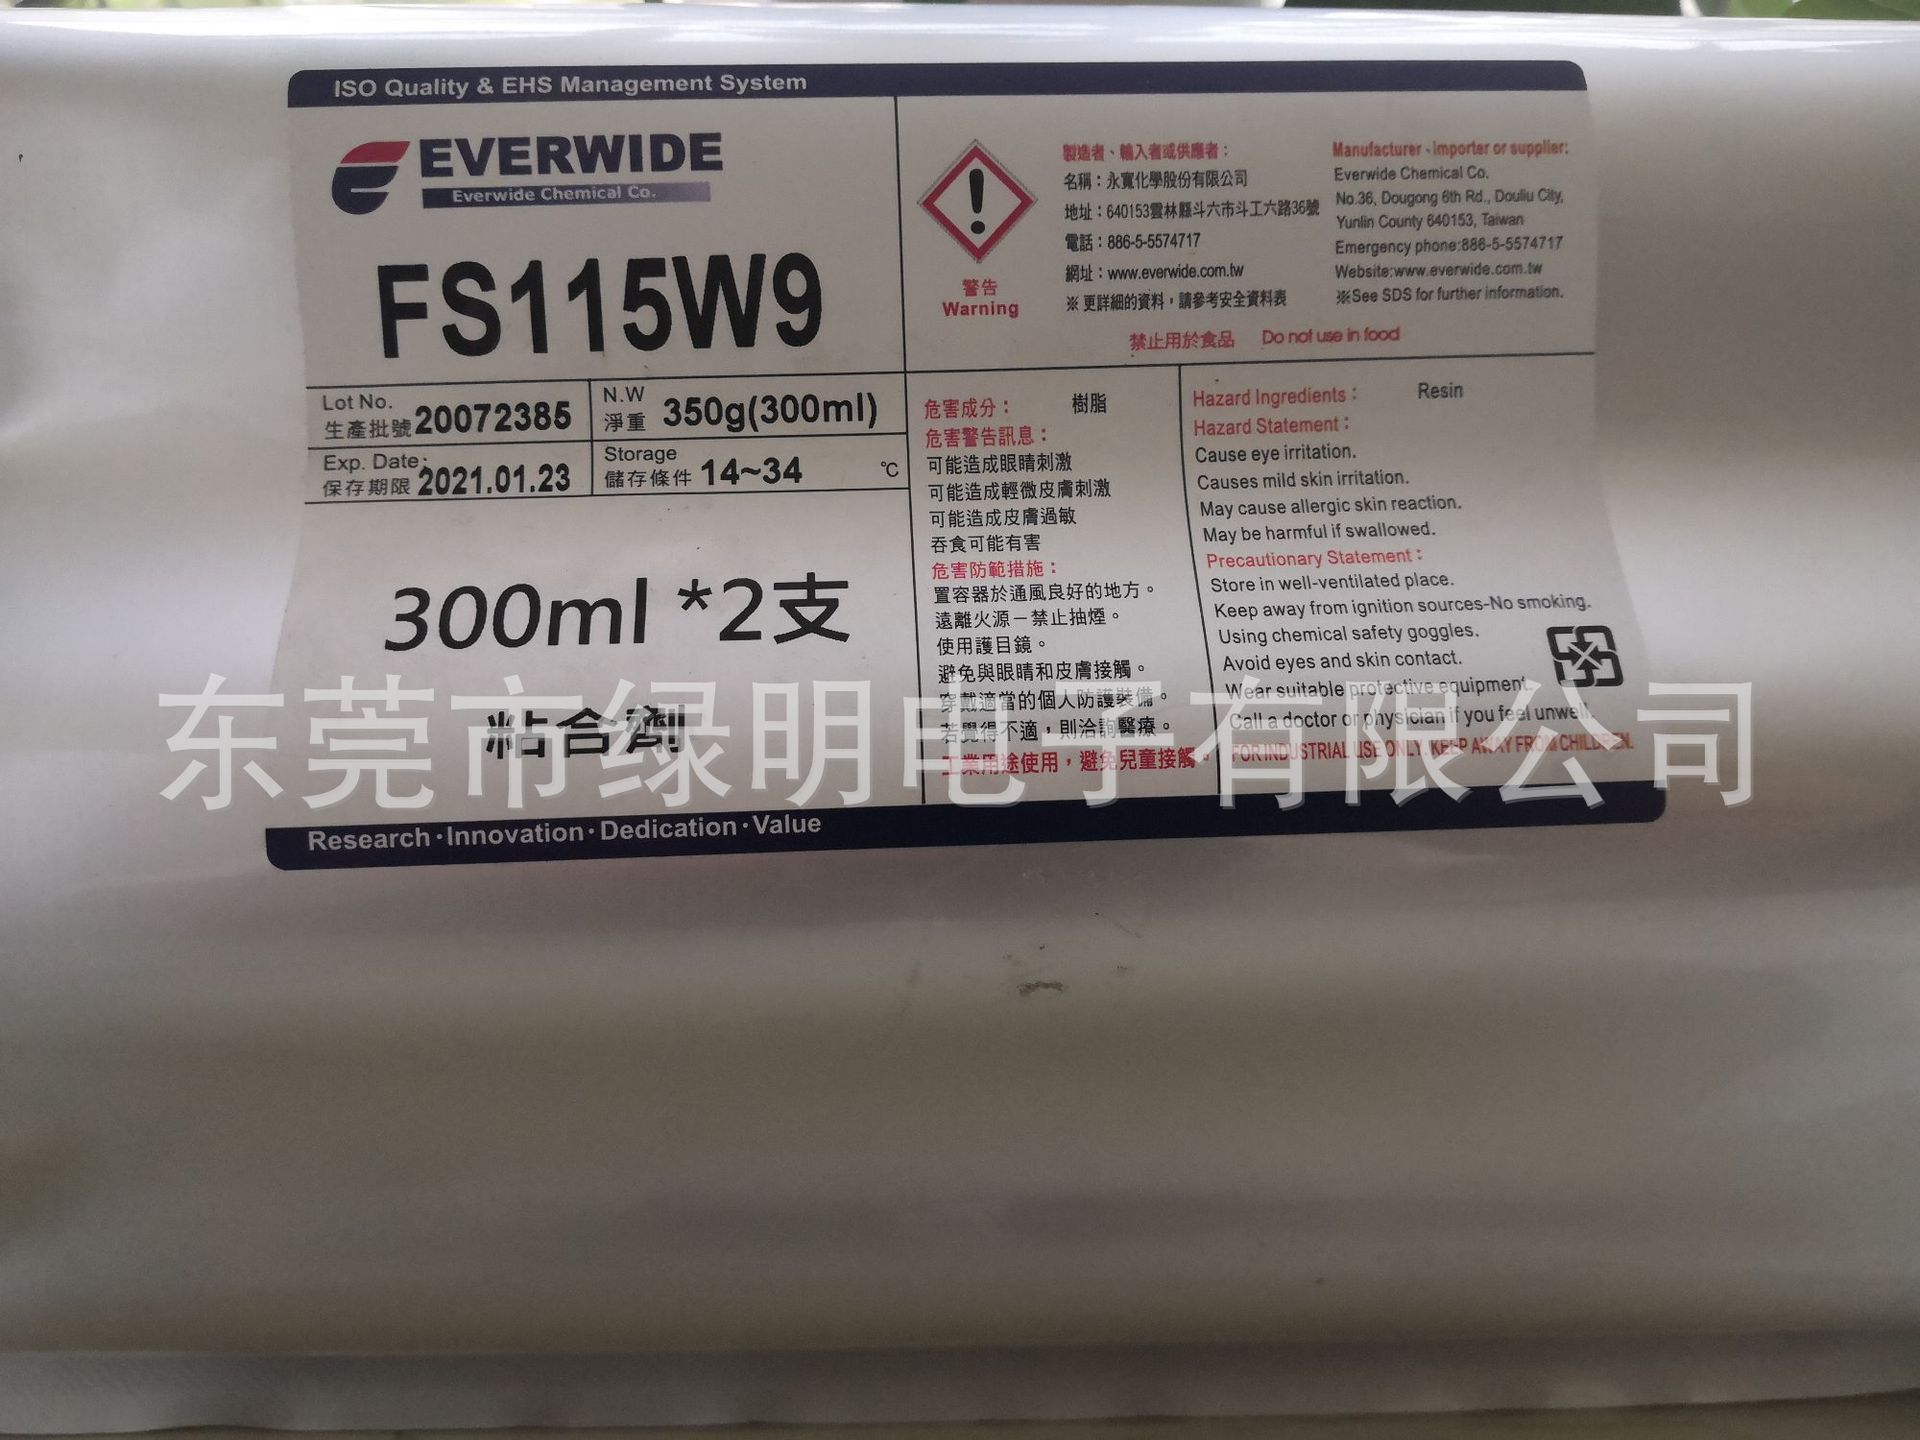 ISO Quality & EHS Management System
EVERWIDE
Everwide Chemical Co.
FS115W9
Lot No.
生產批號 20072385
N.W
淨重 350g(300ml)
Exp. Date:
保存期限 2021.01.23
Storage
儲存條件 14~34 ℃
300ml *2支
粘合劑
警告
Warning
製造者、輸入者或供應者：
名稱：永寬化學股份有限公司
地址：640153雲林縣斗六市斗工六路36號
電話：886-5-5574717
網址：www.everwide.com.tw
※ 更詳細的資料，請參考安全資料表
Manufacturer - importer or supplier:
Everwide Chemical Co.
No.36, Dougong 6th Rd., Douliu City,
Yunlin County 640153, Taiwan
Emergency phone:886-5-5574717
Website:www.everwide.com.tw
※See SDS for further information.
禁止用於食品 Do not use in food
危害成分： 樹脂
危害警告訊息：
可能造成眼睛刺激
可能造成輕微皮膚刺激
可能造成皮膚過敏
吞食可能有害
危害防範措施：
置容器於通風良好的地方。
遠離火源－禁止抽煙。
使用護目鏡。
避免與眼睛和皮膚接觸。
穿戴適當的個人防護裝備。
若覺得不適，則洽詢醫療。
工業用途使用，避免兒童接觸。
Hazard Ingredients： Resin
Hazard Statement：
Cause eye irritation.
Causes mild skin irritation.
May cause allergic skin reaction.
May be harmful if swallowed.
Precautionary Statement：
Store in well-ventilated place.
Keep away from ignition sources-No smoking.
Using chemical safety goggles.
Avoid eyes and skin contact.
Wear suitable protective equipment.
Call a doctor or physician if you feel unwell.
FOR INDUSTRIAL USE ONLY. KEEP AWAY FROM CHILDREN.
东莞市绿明电子有限公司
Research·Innovation·Dedication·Value